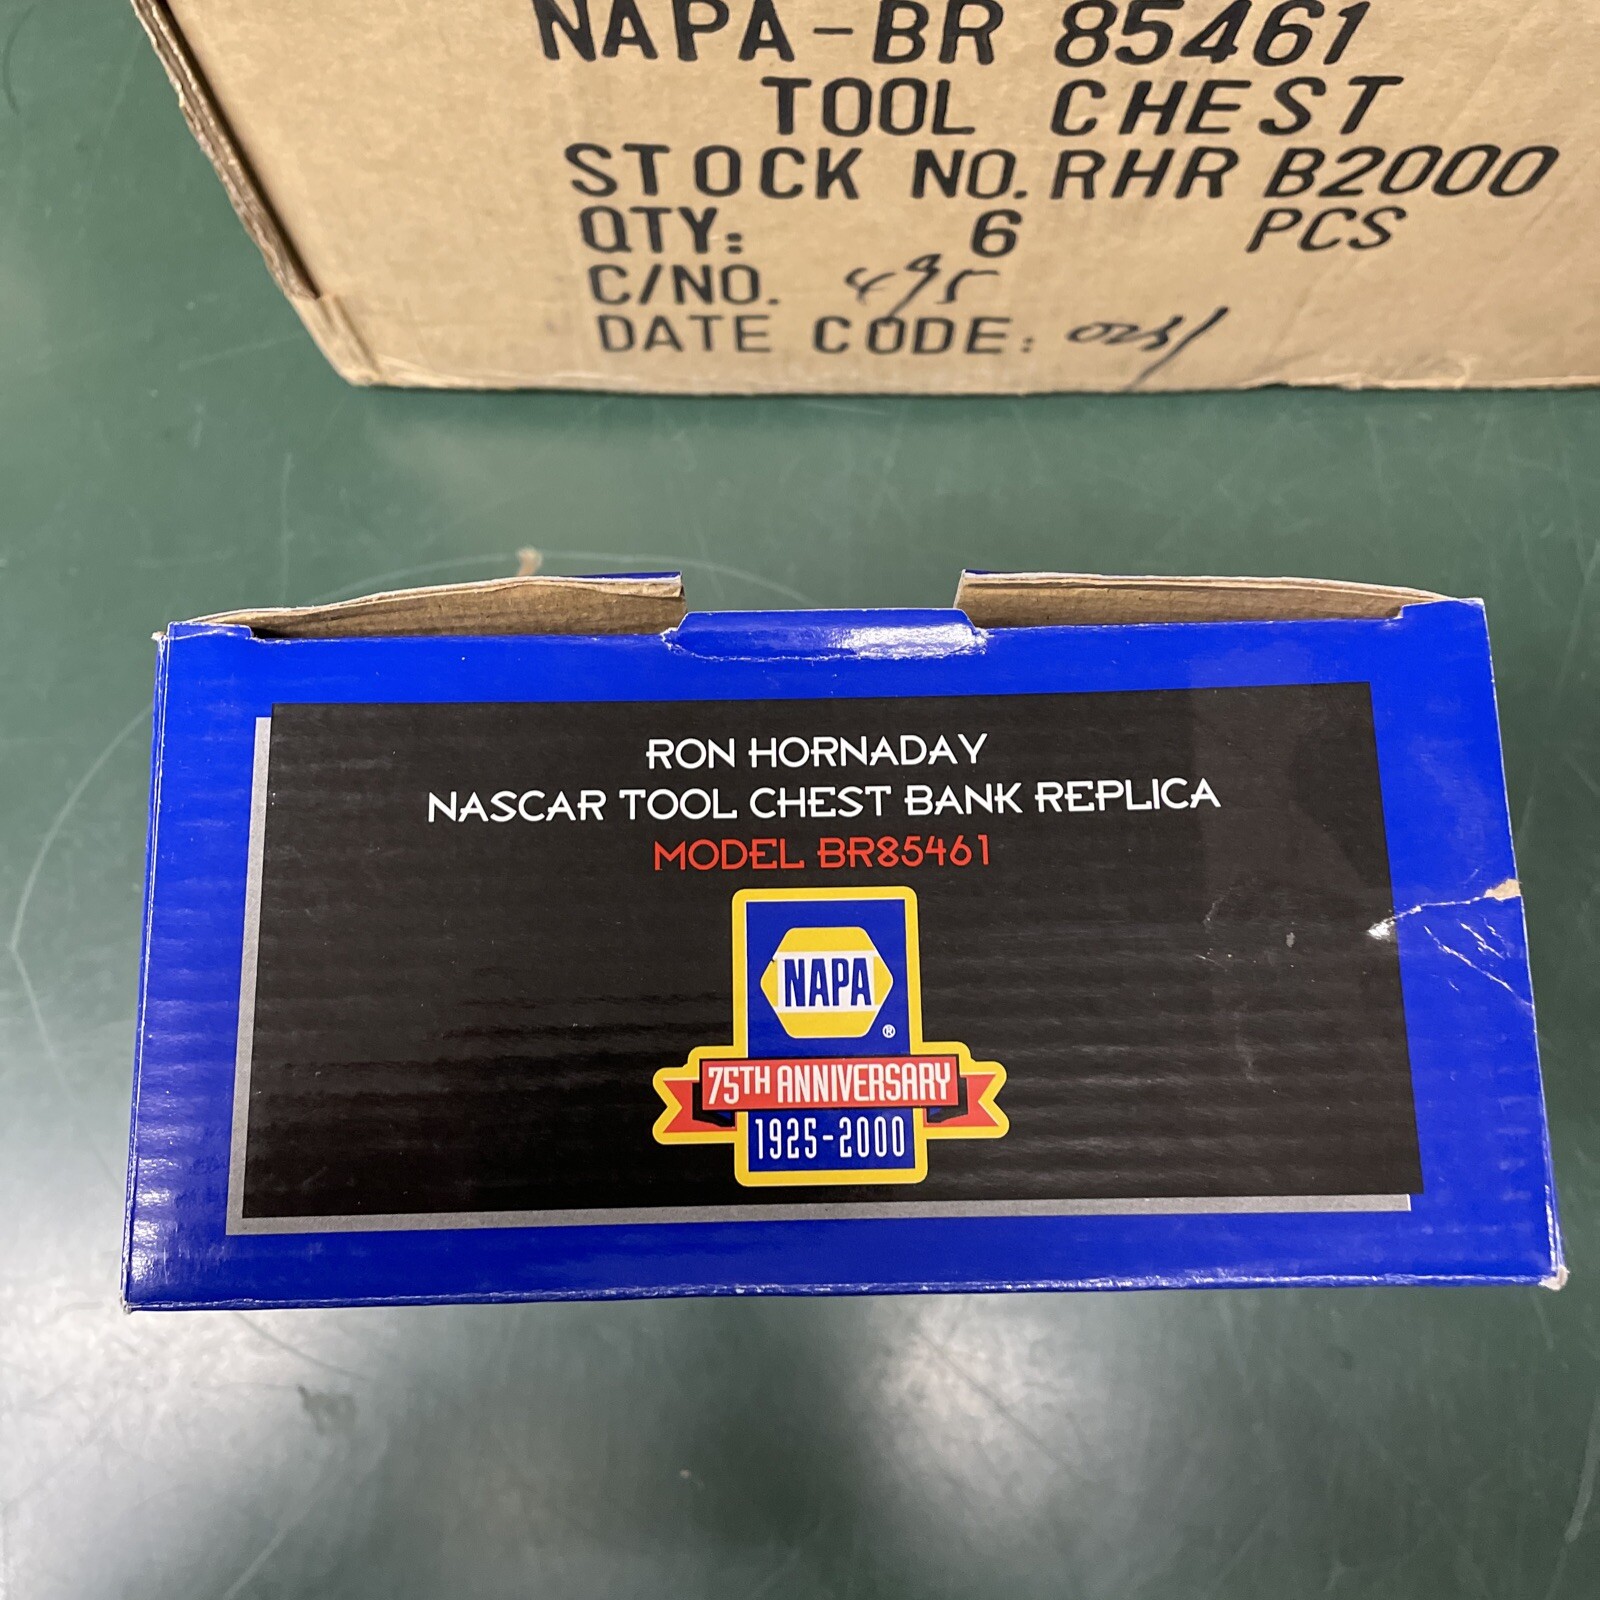 NAPA-BR 85461
TOOL CHEST
STOCK NO. RHR B2000
QTY: 6 PCS
C/NO. 495
DATE CODE:
RON HORNADAY
NASCAR TOOL CHEST BANK REPLICA
MODEL BR85461
NAPA
®
75TH ANNIVERSARY
1925-2000